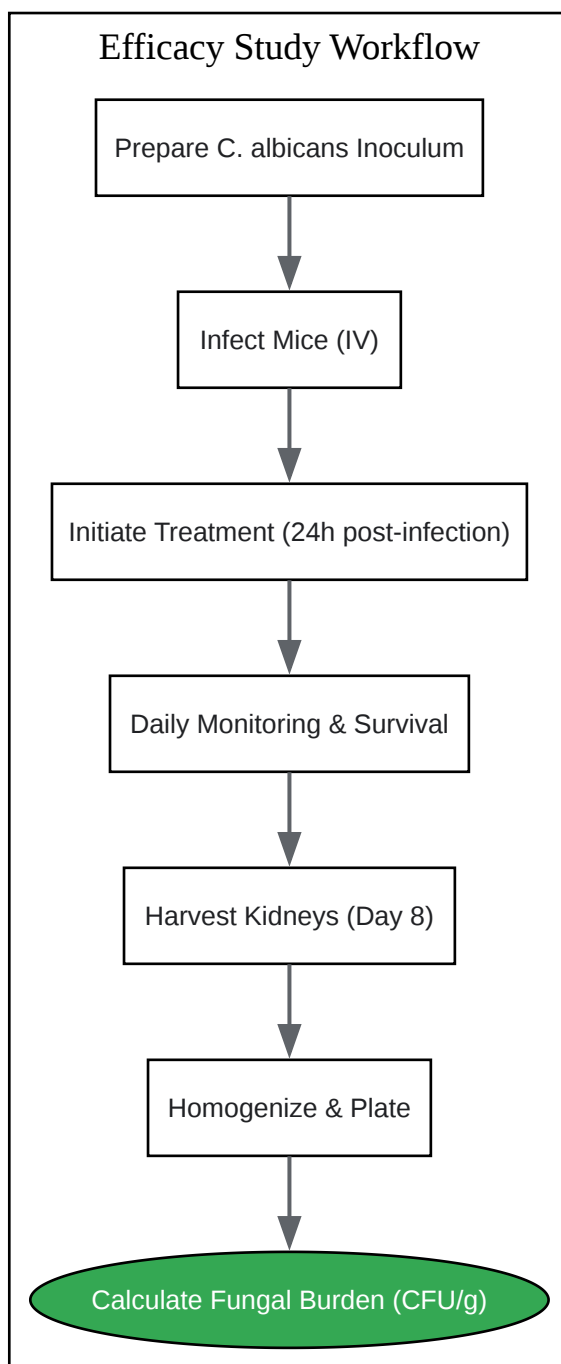 Efficacy Study Workflow
Prepare C. albicans Inoculum
Infect Mice (IV)
Initiate Treatment (24h post-infection)
Daily Monitoring & Survival
Harvest Kidneys (Day 8)
Homogenize & Plate
Calculate Fungal Burden (CFU/g)